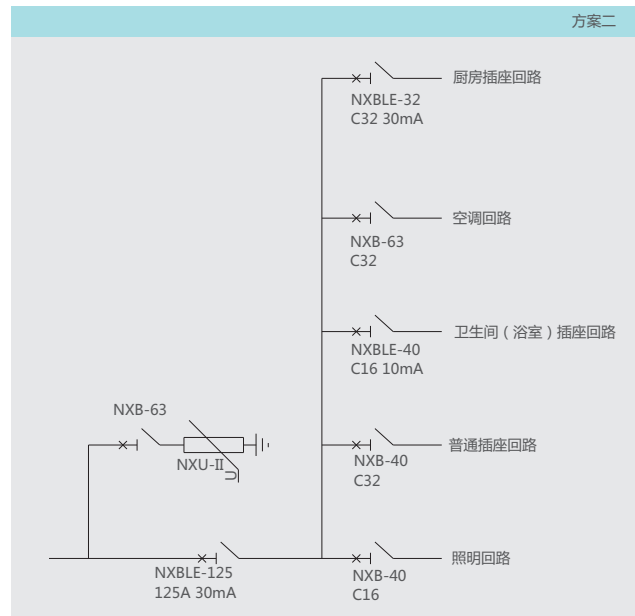 方案二
厨房插座回路
NXBLE-32
C32 30mA
空调回路
NXB-63
C32
卫生间（浴室）插座回路
NXBLE-40
C16 10mA
NXB-63
NXU-II
U
普通插座回路
NXB-40
C32
照明回路
NXBLE-125
125A 30mA
NXB-40
C16